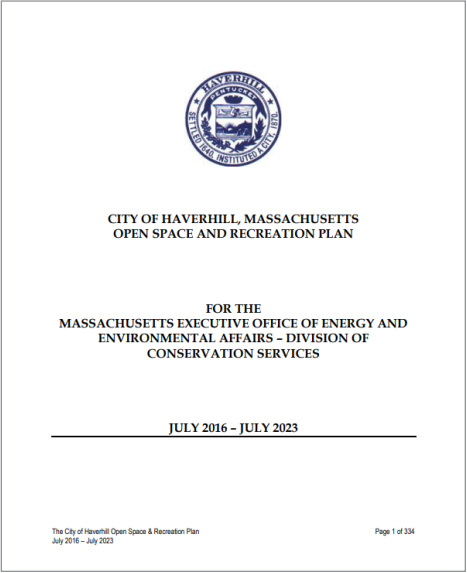 HAVERHILL
PENTUCKET
SETTLED 1640. INSTITUTED A CITY, 1870.
CITY OF HAVERHILL, MASSACHUSETTS
OPEN SPACE AND RECREATION PLAN
FOR THE
MASSACHUSETTS EXECUTIVE OFFICE OF ENERGY AND
ENVIRONMENTAL AFFAIRS – DIVISION OF
CONSERVATION SERVICES
JULY 2016 – JULY 2023
The City of Haverhill Open Space & Recreation Plan Page 1 of 334
July 2016 – July 2023